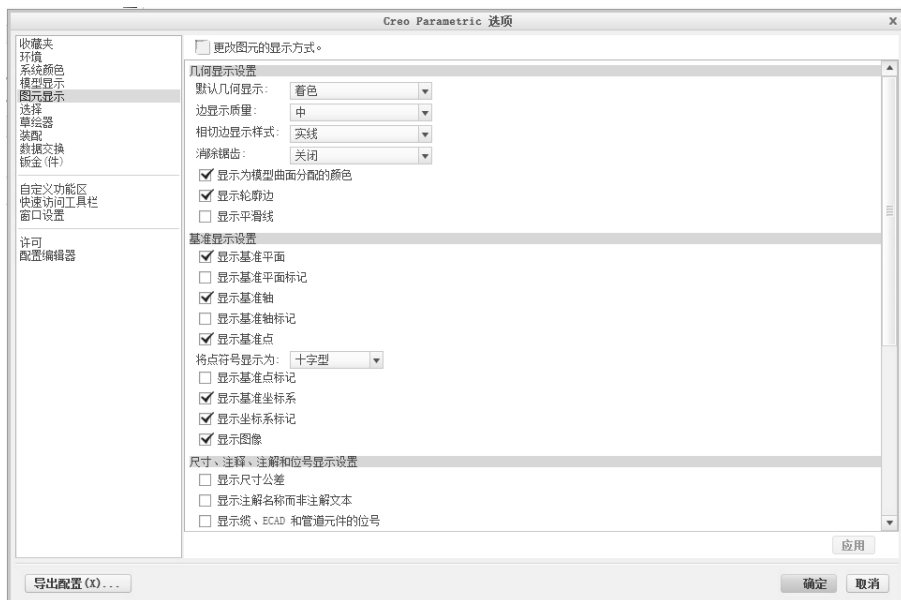 Creo Parametric 选项
x
收藏夹
环境
系统颜色
模型显示
图元显示
选择
草绘器
装配
数据交换
钣金(件)
自定义功能区
快速访问工具栏
窗口设置
许可
配置编辑器
更改图元的显示方式。
几何显示设置
默认几何显示: 着色
边显示质量: 中
相切边显示样式: 实线
消除锯齿: 关闭
显示为模型曲面分配的颜色
显示轮廓边
显示平滑线
基准显示设置
显示基准平面
显示基准平面标记
显示基准轴
显示基准轴标记
显示基准点
将点符号显示为: 十字型
显示基准点标记
显示基准坐标系
显示坐标系标记
显示图像
尺寸、注释、注解和位号显示设置
显示尺寸公差
显示注解名称而非注解文本
显示缆、ECAD 和管道元件的位号
应用
导出配置(X)...
确定 取消